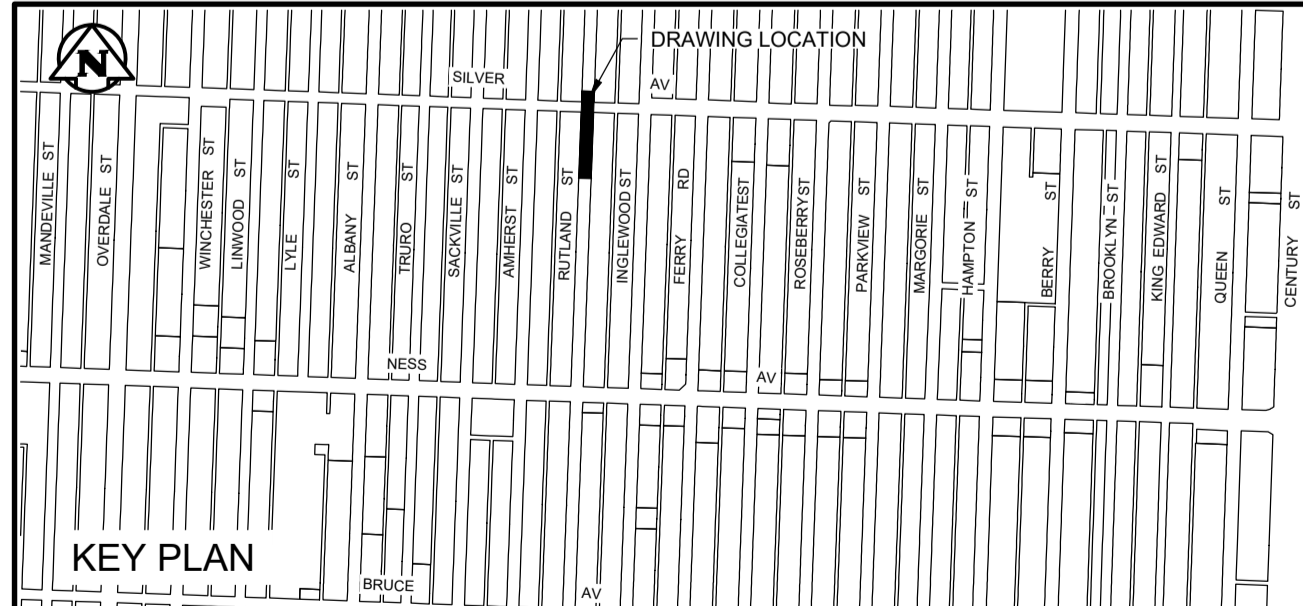 N
DRAWING LOCATION
SILVER AV
MANDEVILLE ST
OVERDALE ST
WINCHESTER ST
LINWOOD ST
LYLE ST
ALBANY ST
TRURO ST
SACKVILLE ST
AMHERST ST
RUTLAND ST
INGLEWOOD ST
FERRY RD
COLLEGIATE ST
ROSEBERRY ST
PARKVIEW ST
MARGORIE ST
HAMPTON ST
BERRY ST
BROOKLYN ST
KING EDWARD ST
QUEEN ST
CENTURY ST
NESS AV
KEY PLAN
BRUCE AV